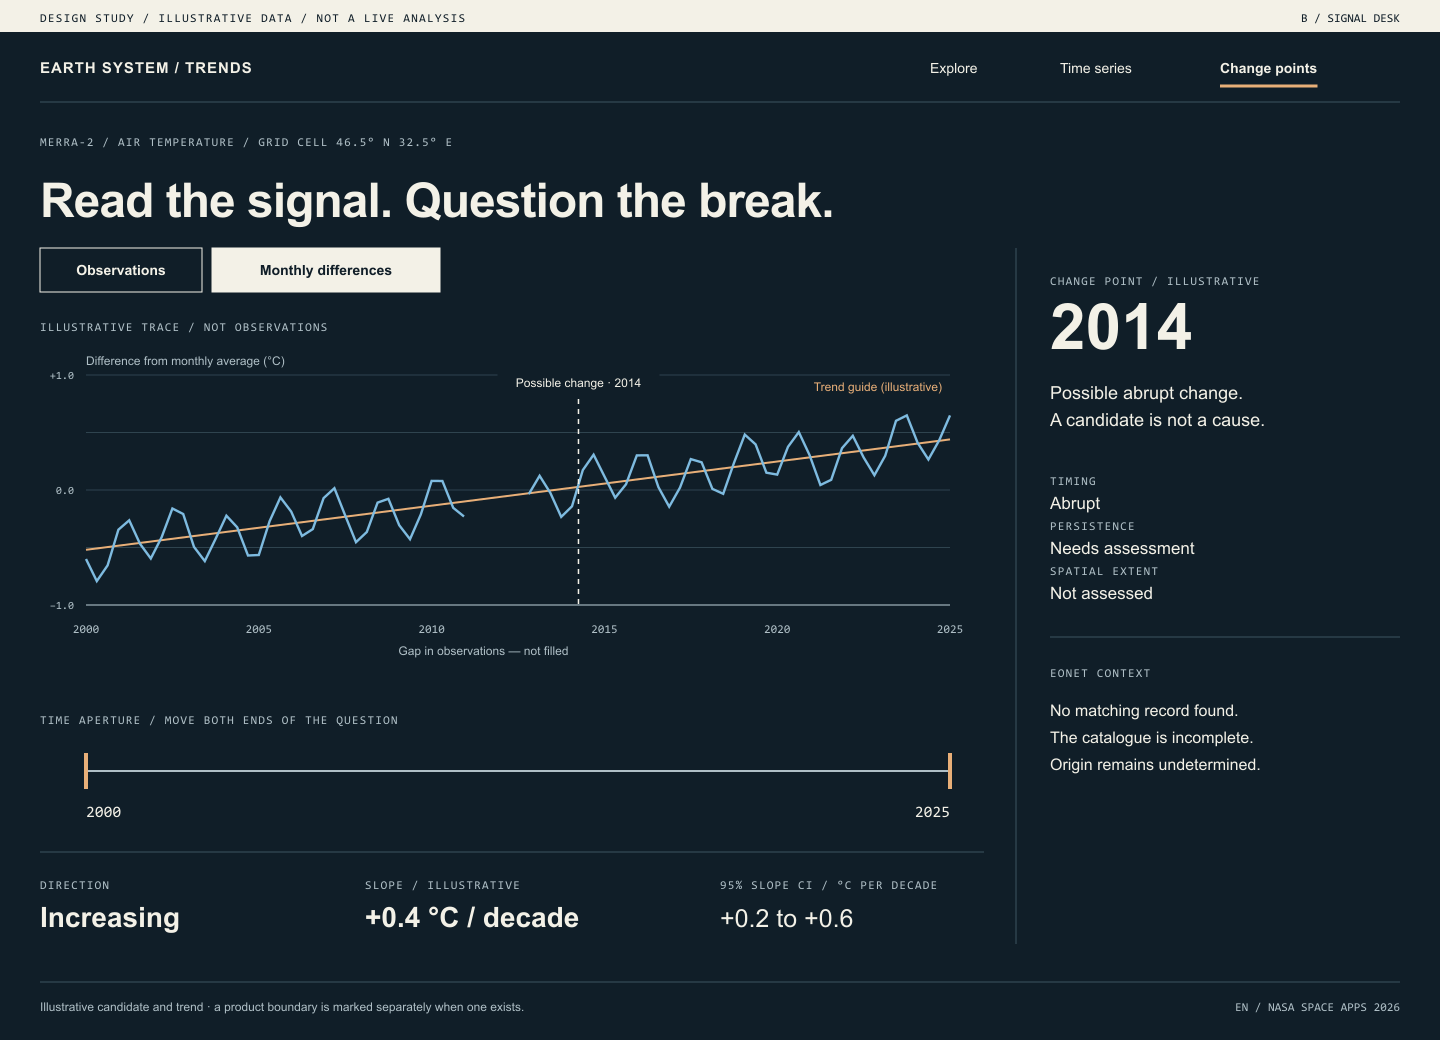 DESIGN STUDY / ILLUSTRATIVE DATA / NOT A LIVE ANALYSIS
B / SIGNAL DESK
EARTH SYSTEM / TRENDS
Explore
Time series
Change points
MERRA-2 / AIR TEMPERATURE / GRID CELL 46.5° N 32.5° E
Read the signal. Question the break.
Observations
Monthly differences
ILLUSTRATIVE TRACE / NOT OBSERVATIONS
Difference from monthly average (°C)
+1.0
Possible change · 2014
Trend guide (illustrative)
0.0
−1.0
2000
2005
2010
2015
2020
2025
Gap in observations — not filled
TIME APERTURE / MOVE BOTH ENDS OF THE QUESTION
2000
2025
DIRECTION
Increasing
SLOPE / ILLUSTRATIVE
+0.4 °C / decade
95% SLOPE CI / °C PER DECADE
+0.2 to +0.6
CHANGE POINT / ILLUSTRATIVE
2014
Possible abrupt change.
A candidate is not a cause.
TIMING
Abrupt
PERSISTENCE
Needs assessment
SPATIAL EXTENT
Not assessed
EONET CONTEXT
No matching record found.
The catalogue is incomplete.
Origin remains undetermined.
Illustrative candidate and trend · a product boundary is marked separately when one exists.
EN / NASA SPACE APPS 2026